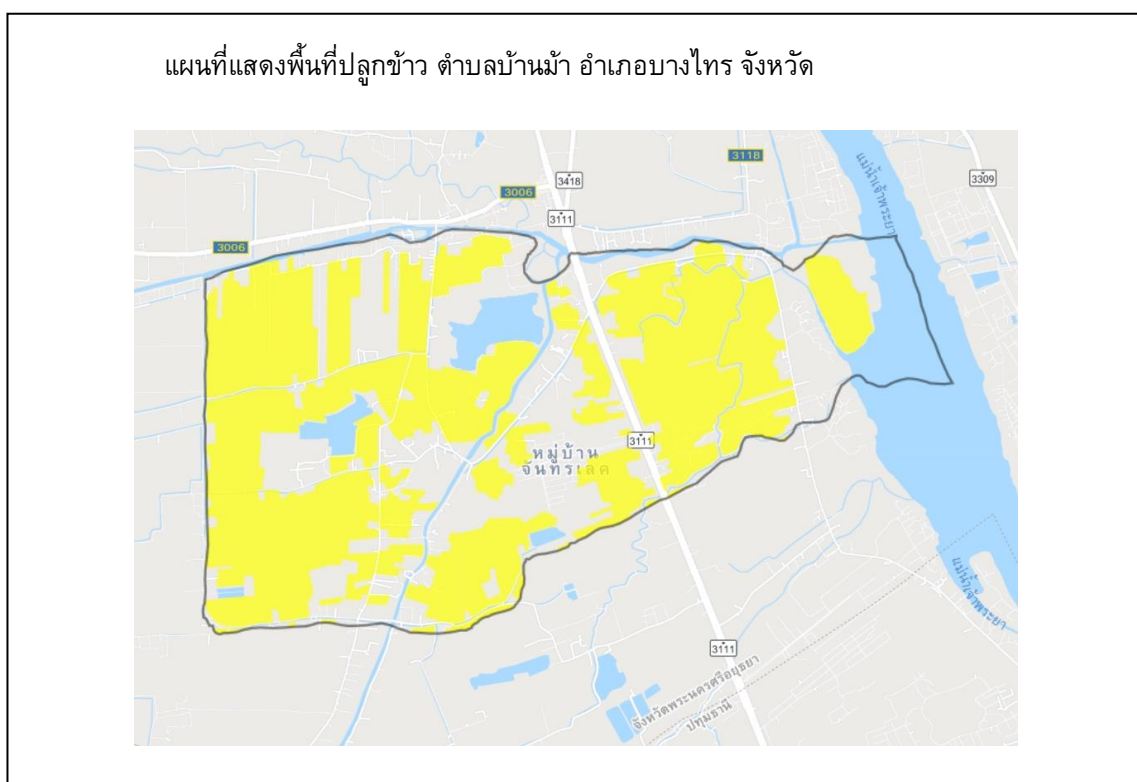 แผนที่แสดงพื้นที่ปลูกข้าว ตำบลบ้านม้า อำเภอบางไทร จังหวัด
3118
แม่น้ำเจ้าพระยา
3418
3309
3006
3111
3006
3111
หมู่บ้าน
จันทรเลค
แม่น้ำเจ้าพระยา
3111
จังหวัดพระนครศรีอยุธยา
ปทุมธานี